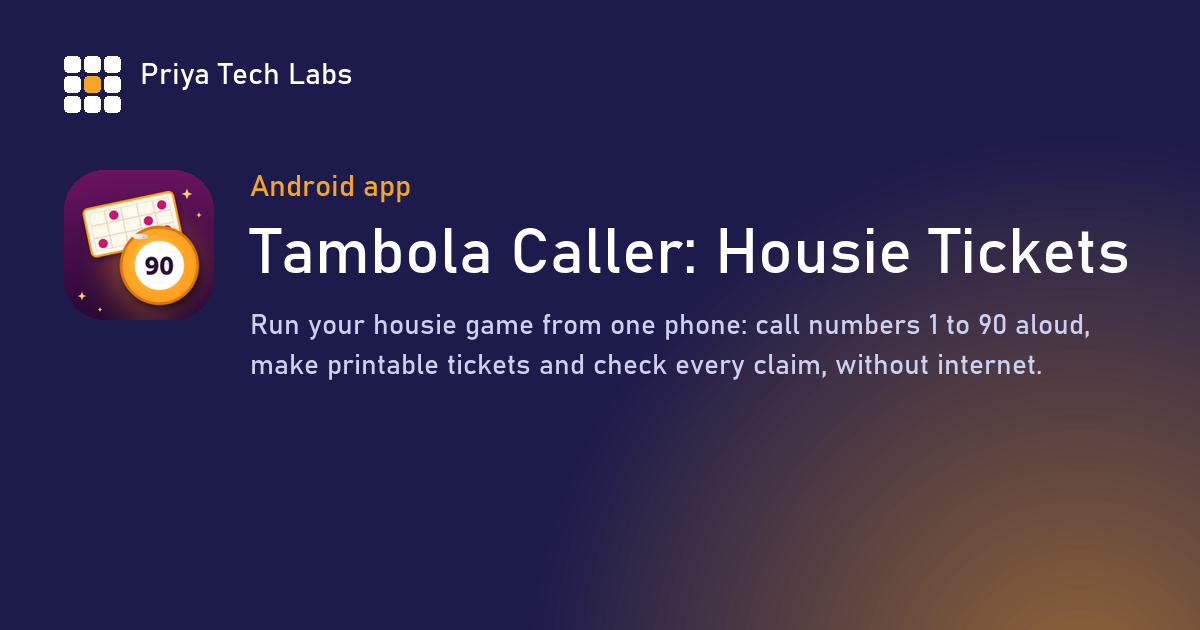 Priya Tech Labs
Android app
Tambola Caller: Housie Tickets
90
Run your housie game from one phone: call numbers 1 to 90 aloud,
make printable tickets and check every claim, without internet.